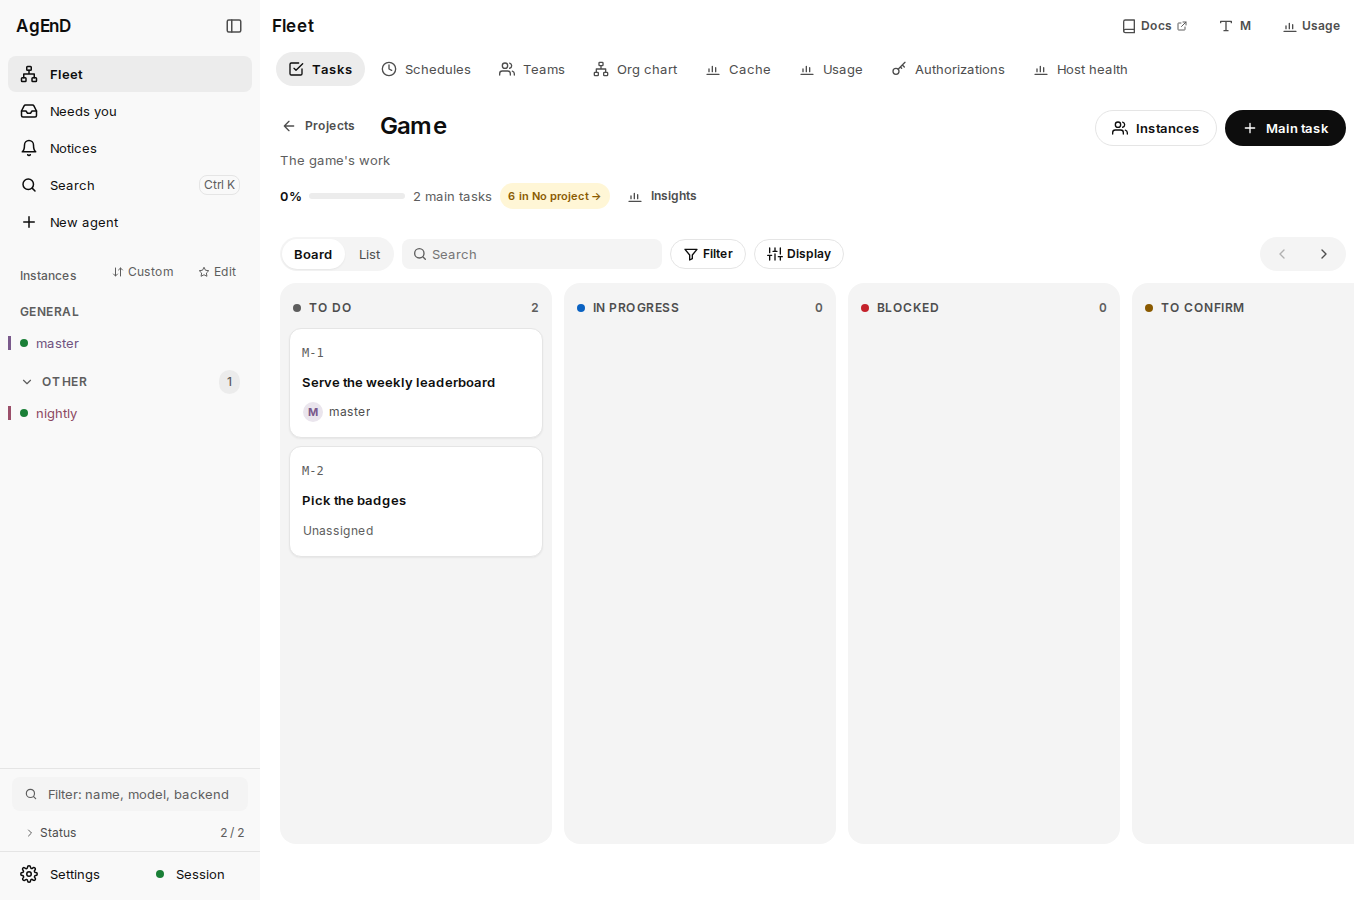 AgEnD
Fleet
Needs you
Notices
Search Ctrl K
New agent
Instances Custom Edit
GENERAL
master
OTHER 1
nightly
Filter: name, model, backend
Status 2 / 2
Settings Session
Fleet
Docs M Usage
Tasks Schedules Teams Org chart Cache Usage Authorizations Host health
Projects Game
Instances Main task
The game's work
0% 2 main tasks 6 in No project → Insights
Board List Search Filter Display
TO DO 2
M-1
Serve the weekly leaderboard
M master
M-2
Pick the badges
Unassigned
IN PROGRESS 0
BLOCKED 0
TO CONFIRM